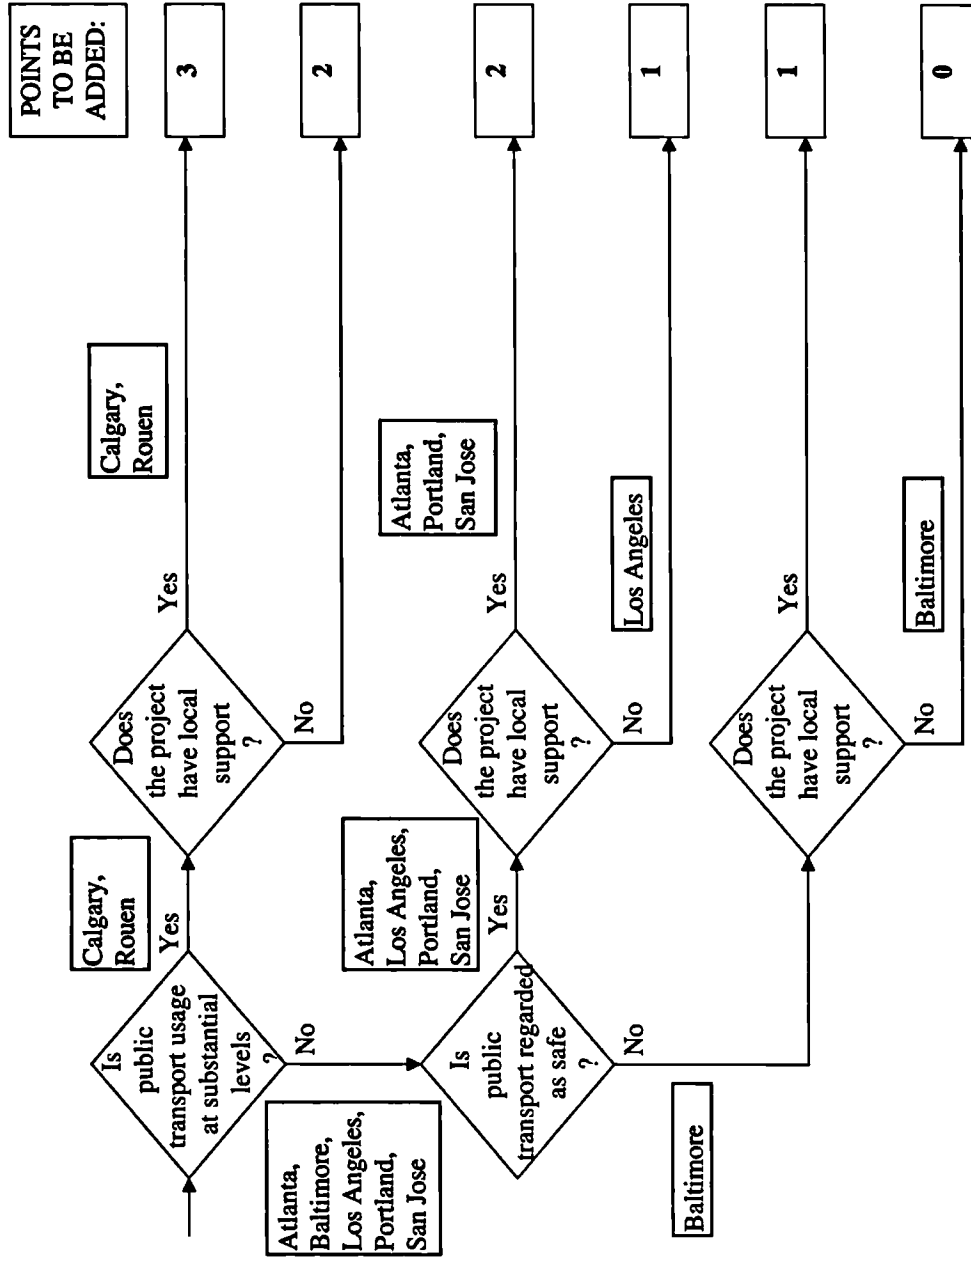 Is
public
transport usage
at substantial
levels
?
Yes
Calgary,
Rouen
Does
the project
have local
support
?
Yes
Calgary,
Rouen
POINTS
TO BE
ADDED:
3
No
2
No
Atlanta,
Baltimore,
Los Angeles,
Portland,
San Jose
Is
public
transport regarded
as safe
?
Yes
Atlanta,
Los Angeles,
Portland,
San Jose
Does
the project
have local
support
?
Yes
Atlanta,
Portland,
San Jose
2
No
Los Angeles
1
No
Baltimore
Does
the project
have local
support
?
Yes
1
No
Baltimore
0